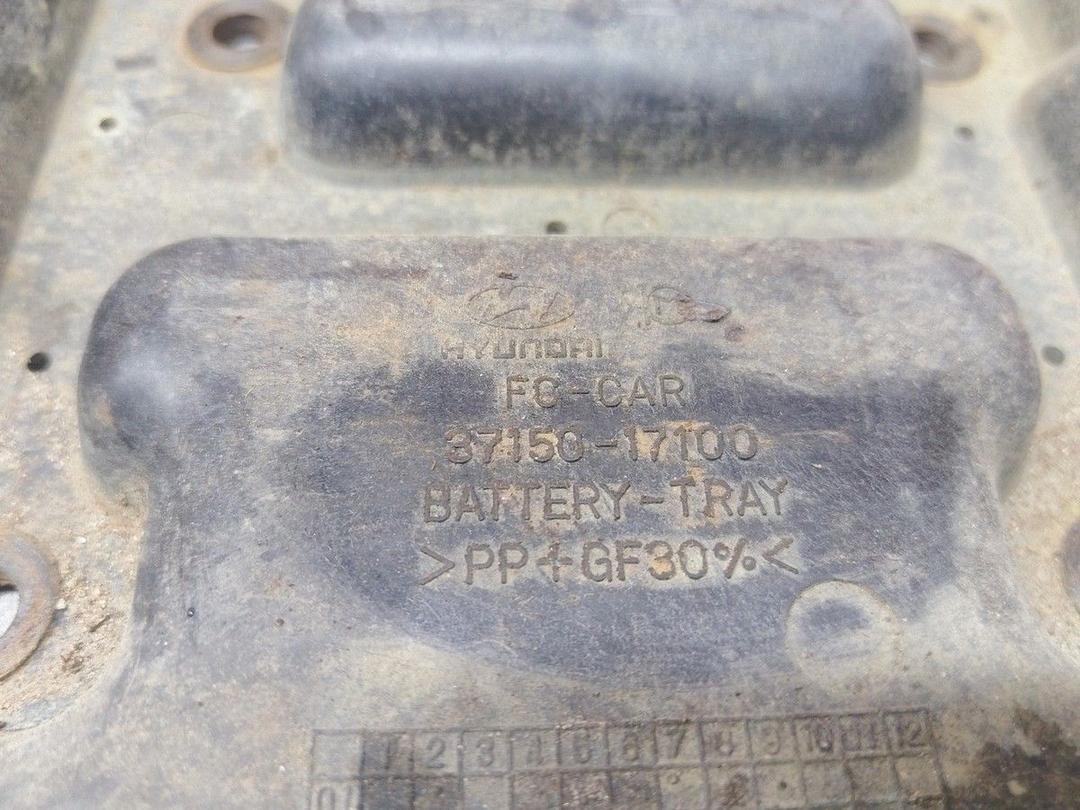 HYUNDAI
FC-CAR
37150-17100
BATTERY-TRAY
>PP+GF30%<
1 2 3 4 5 6 7 8 9 10 11 12
01